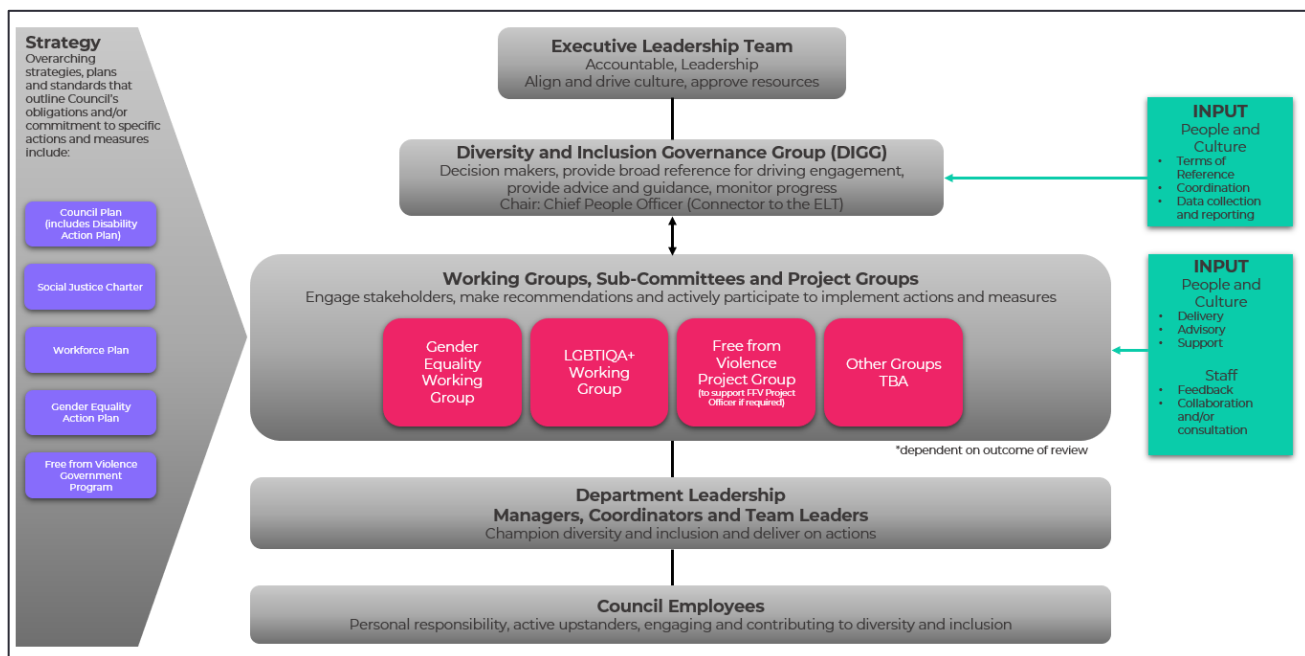 Strategy
Overarching
strategies, plans
and standards that
outline Council's
obligations and/or
commitment to specific
actions and measures
include:
Council Plan
(includes Disability
Action Plan)
Social Justice Charter
Workforce Plan
Gender Equality
Action Plan
Free from Violence
Government
Program
Executive Leadership Team
Accountable, Leadership
Align and drive culture, approve resources
Diversity and Inclusion Governance Group (DIGG)
Decision makers, provide broad reference for driving engagement,
provide advice and guidance, monitor progress
Chair: Chief People Officer (Connector to the ELT)
Working Groups, Sub-Committees and Project Groups
Engage stakeholders, make recommendations and actively participate to implement actions and measures
Gender
Equality
Working
Group
LGBTIQA+
Working
Group
Free from
Violence
Project Group
(to support FFV Project
Officer if required)
Other Groups
TBA
*dependent on outcome of review
Department Leadership
Managers, Coordinators and Team Leaders
Champion diversity and inclusion and deliver on actions
Council Employees
Personal responsibility, active upstanders, engaging and contributing to diversity and inclusion
INPUT
People and
Culture
• Terms of
Reference
• Coordination
• Data collection
and reporting
INPUT
People and
Culture
• Delivery
• Advisory
• Support
Staff
• Feedback
• Collaboration
and/or
consultation